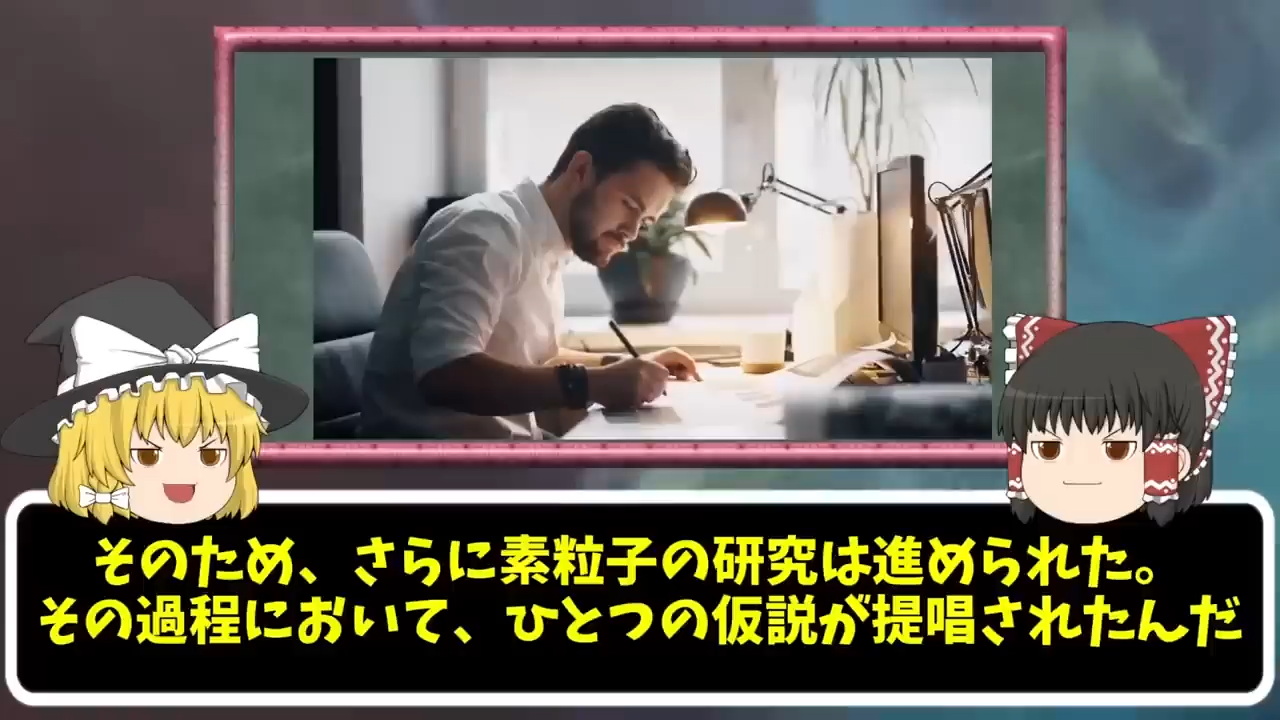 そのため、さらに素粒子の研究は進められた。
その過程において、ひとつの仮説が提唱されたんだ